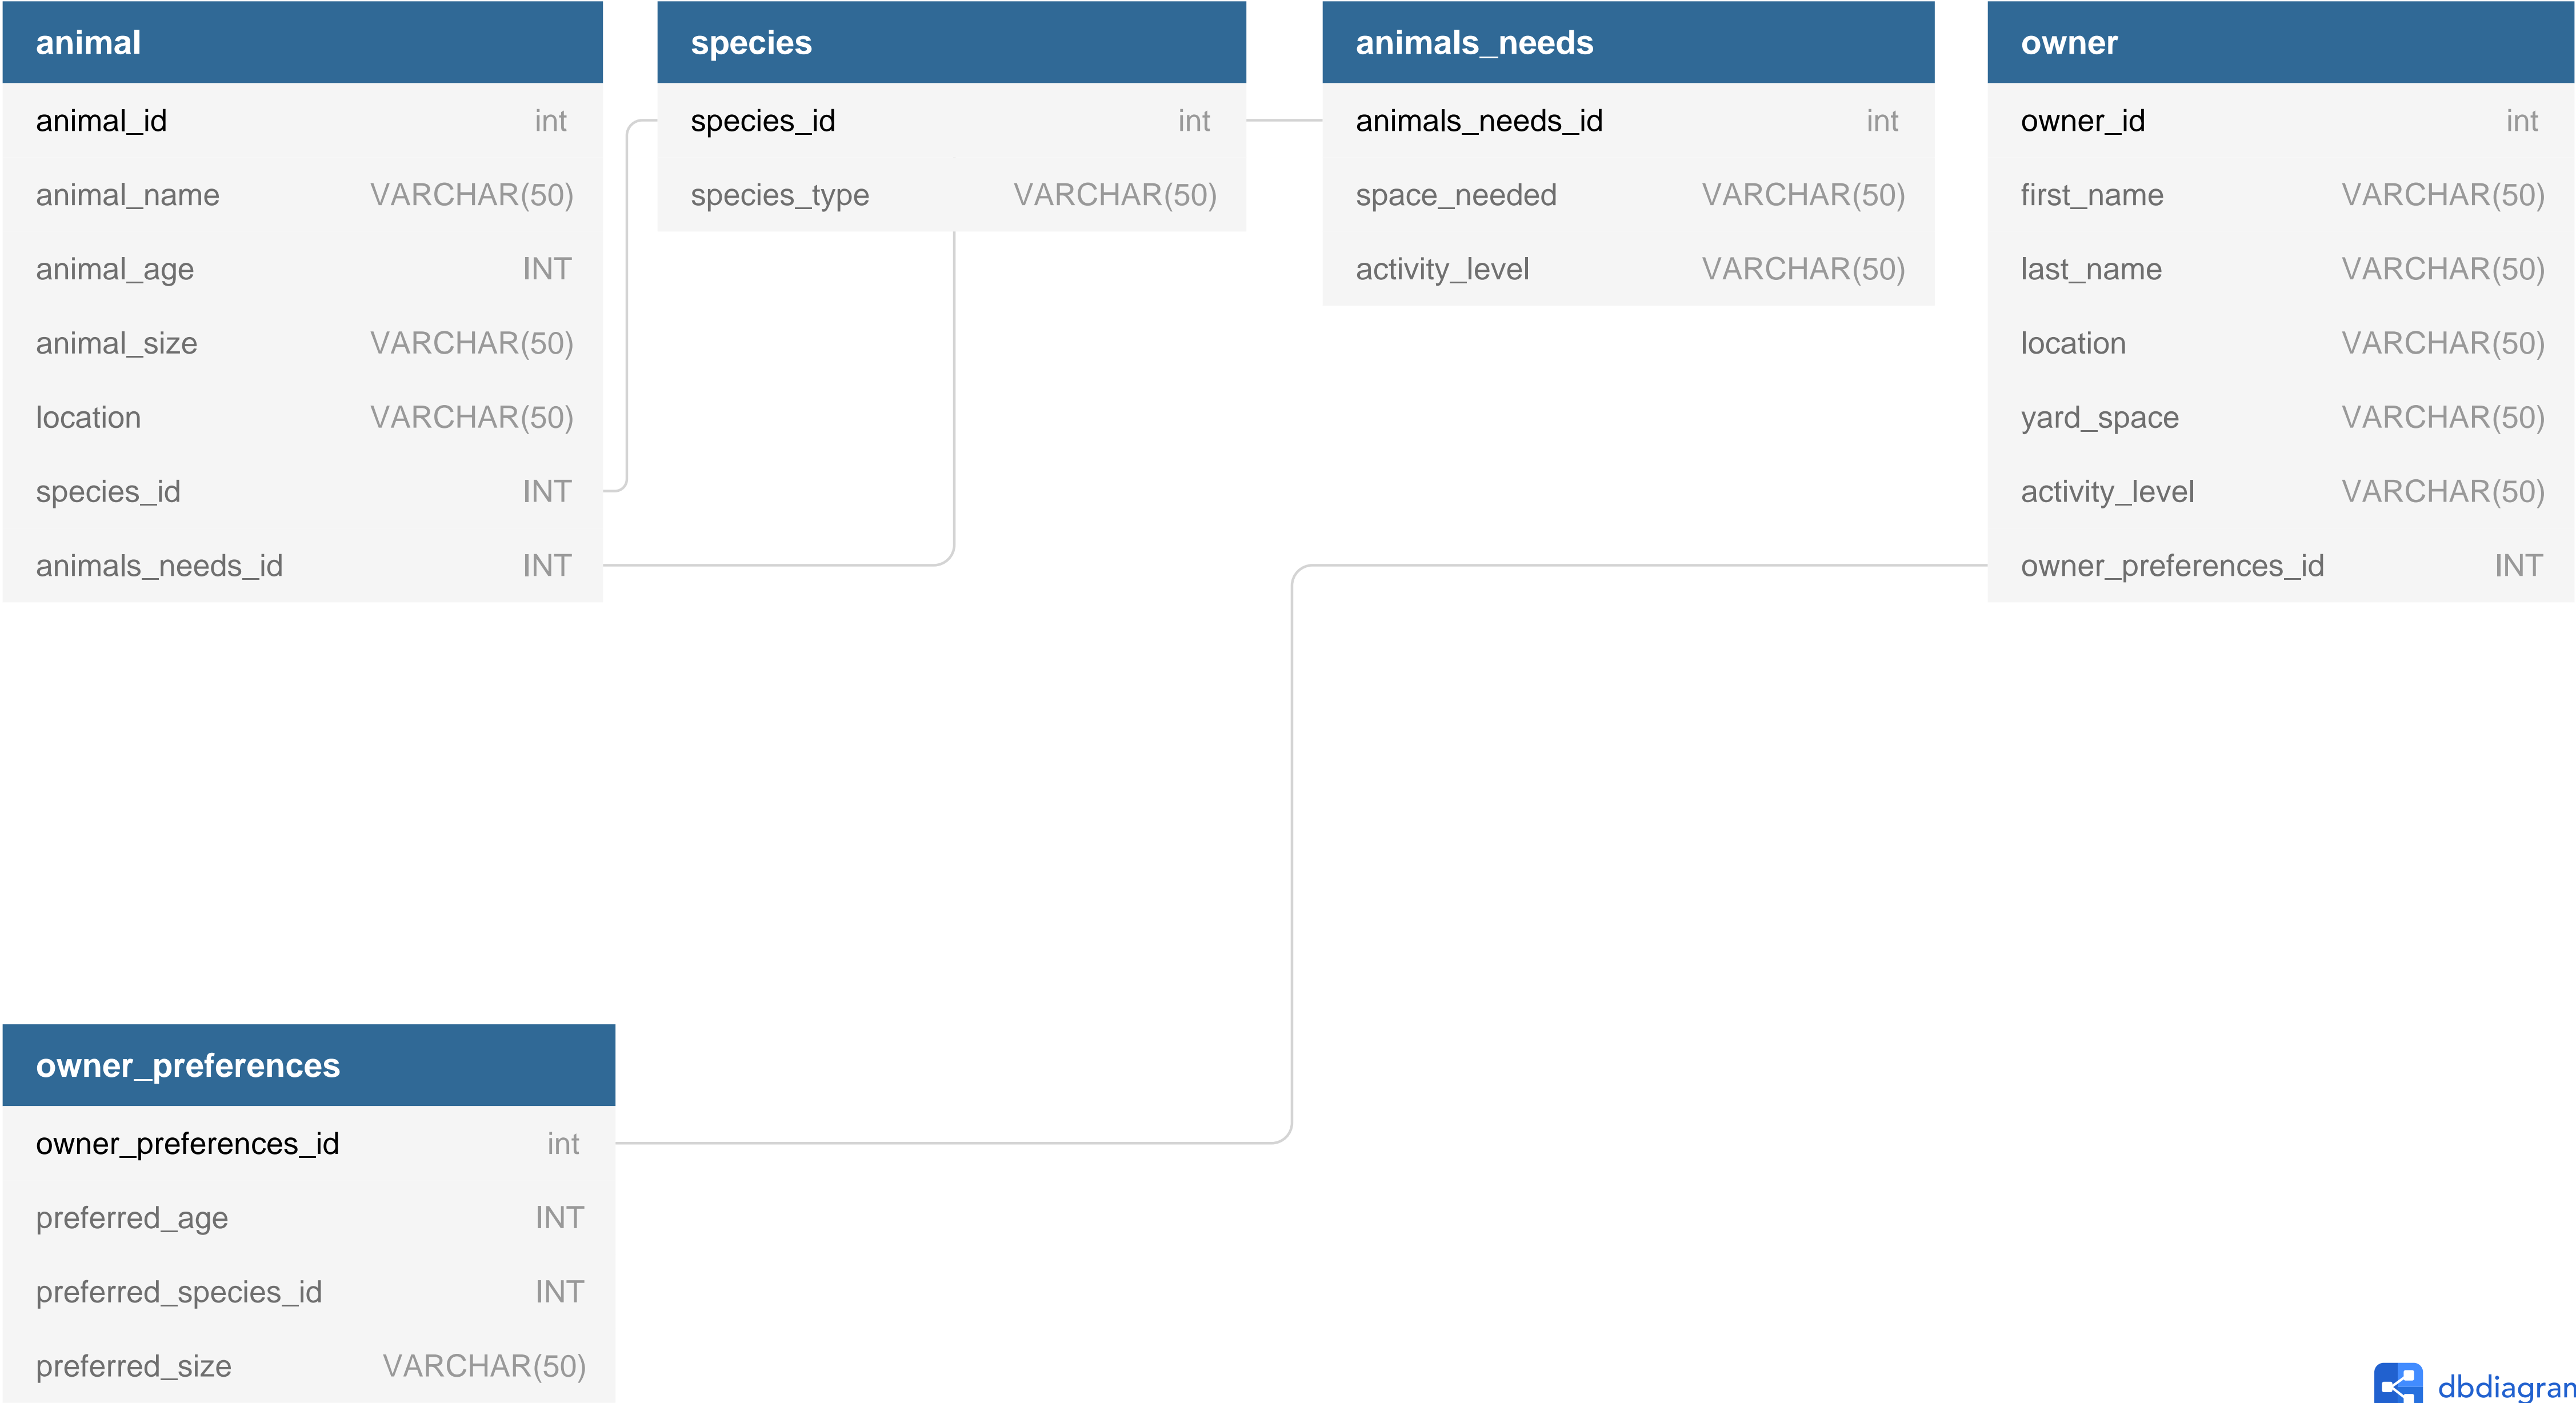 animal
animal_id int
animal_name VARCHAR(50)
animal_age INT
animal_size VARCHAR(50)
location VARCHAR(50)
species_id INT
animals_needs_id INT
species
species_id int
species_type VARCHAR(50)
animals_needs
animals_needs_id int
space_needed VARCHAR(50)
activity_level VARCHAR(50)
owner
owner_id int
first_name VARCHAR(50)
last_name VARCHAR(50)
location VARCHAR(50)
yard_space VARCHAR(50)
activity_level VARCHAR(50)
owner_preferences_id INT
owner_preferences
owner_preferences_id int
preferred_age INT
preferred_species_id INT
preferred_size VARCHAR(50)